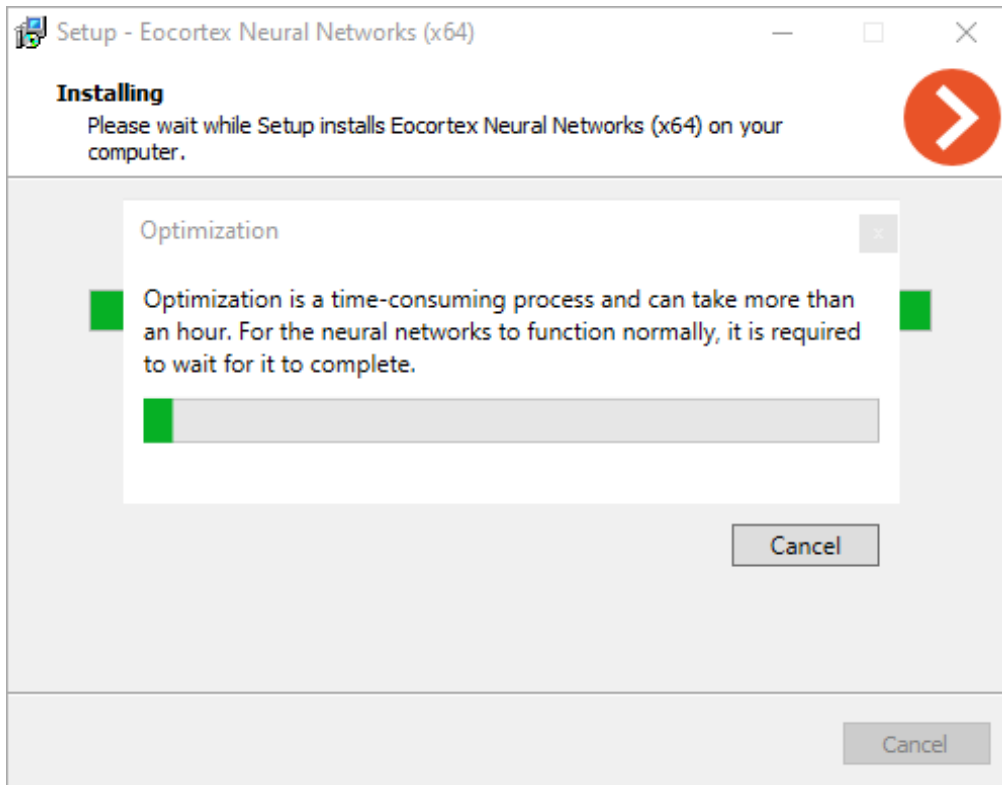 Setup - Eocortex Neural Networks (x64)
Installing
Please wait while Setup installs Eocortex Neural Networks (x64) on your
computer.
Optimization
x
Optimization is a time-consuming process and can take more than
an hour. For the neural networks to function normally, it is required
to wait for it to complete.
Cancel
Cancel